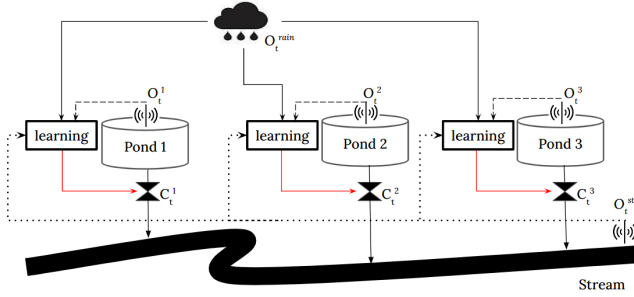 O_t^rain
O_t^1
O_t^2
O_t^3
learning
Pond 1
learning
Pond 2
learning
Pond 3
C_t^1
C_t^2
C_t^3
O_t^st
Stream